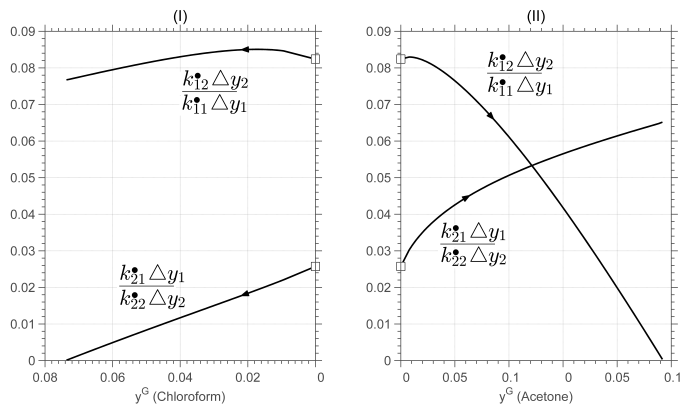 (I)
0.09
0.08
0.07
0.06
0.05
0.04
0.03
0.02
0.01
0
k•12 △y2
k•11 △y1
k•21 △y1
k•22 △y2
0.08 0.06 0.04 0.02 0
yG (Chloroform)
(II)
0.09
0.08
0.07
0.06
0.05
0.04
0.03
0.02
0.01
0
k•12 △y2
k•11 △y1
k•21 △y1
k•22 △y2
0 0.05 0.1 0 0.05 0.1
yG (Acetone)